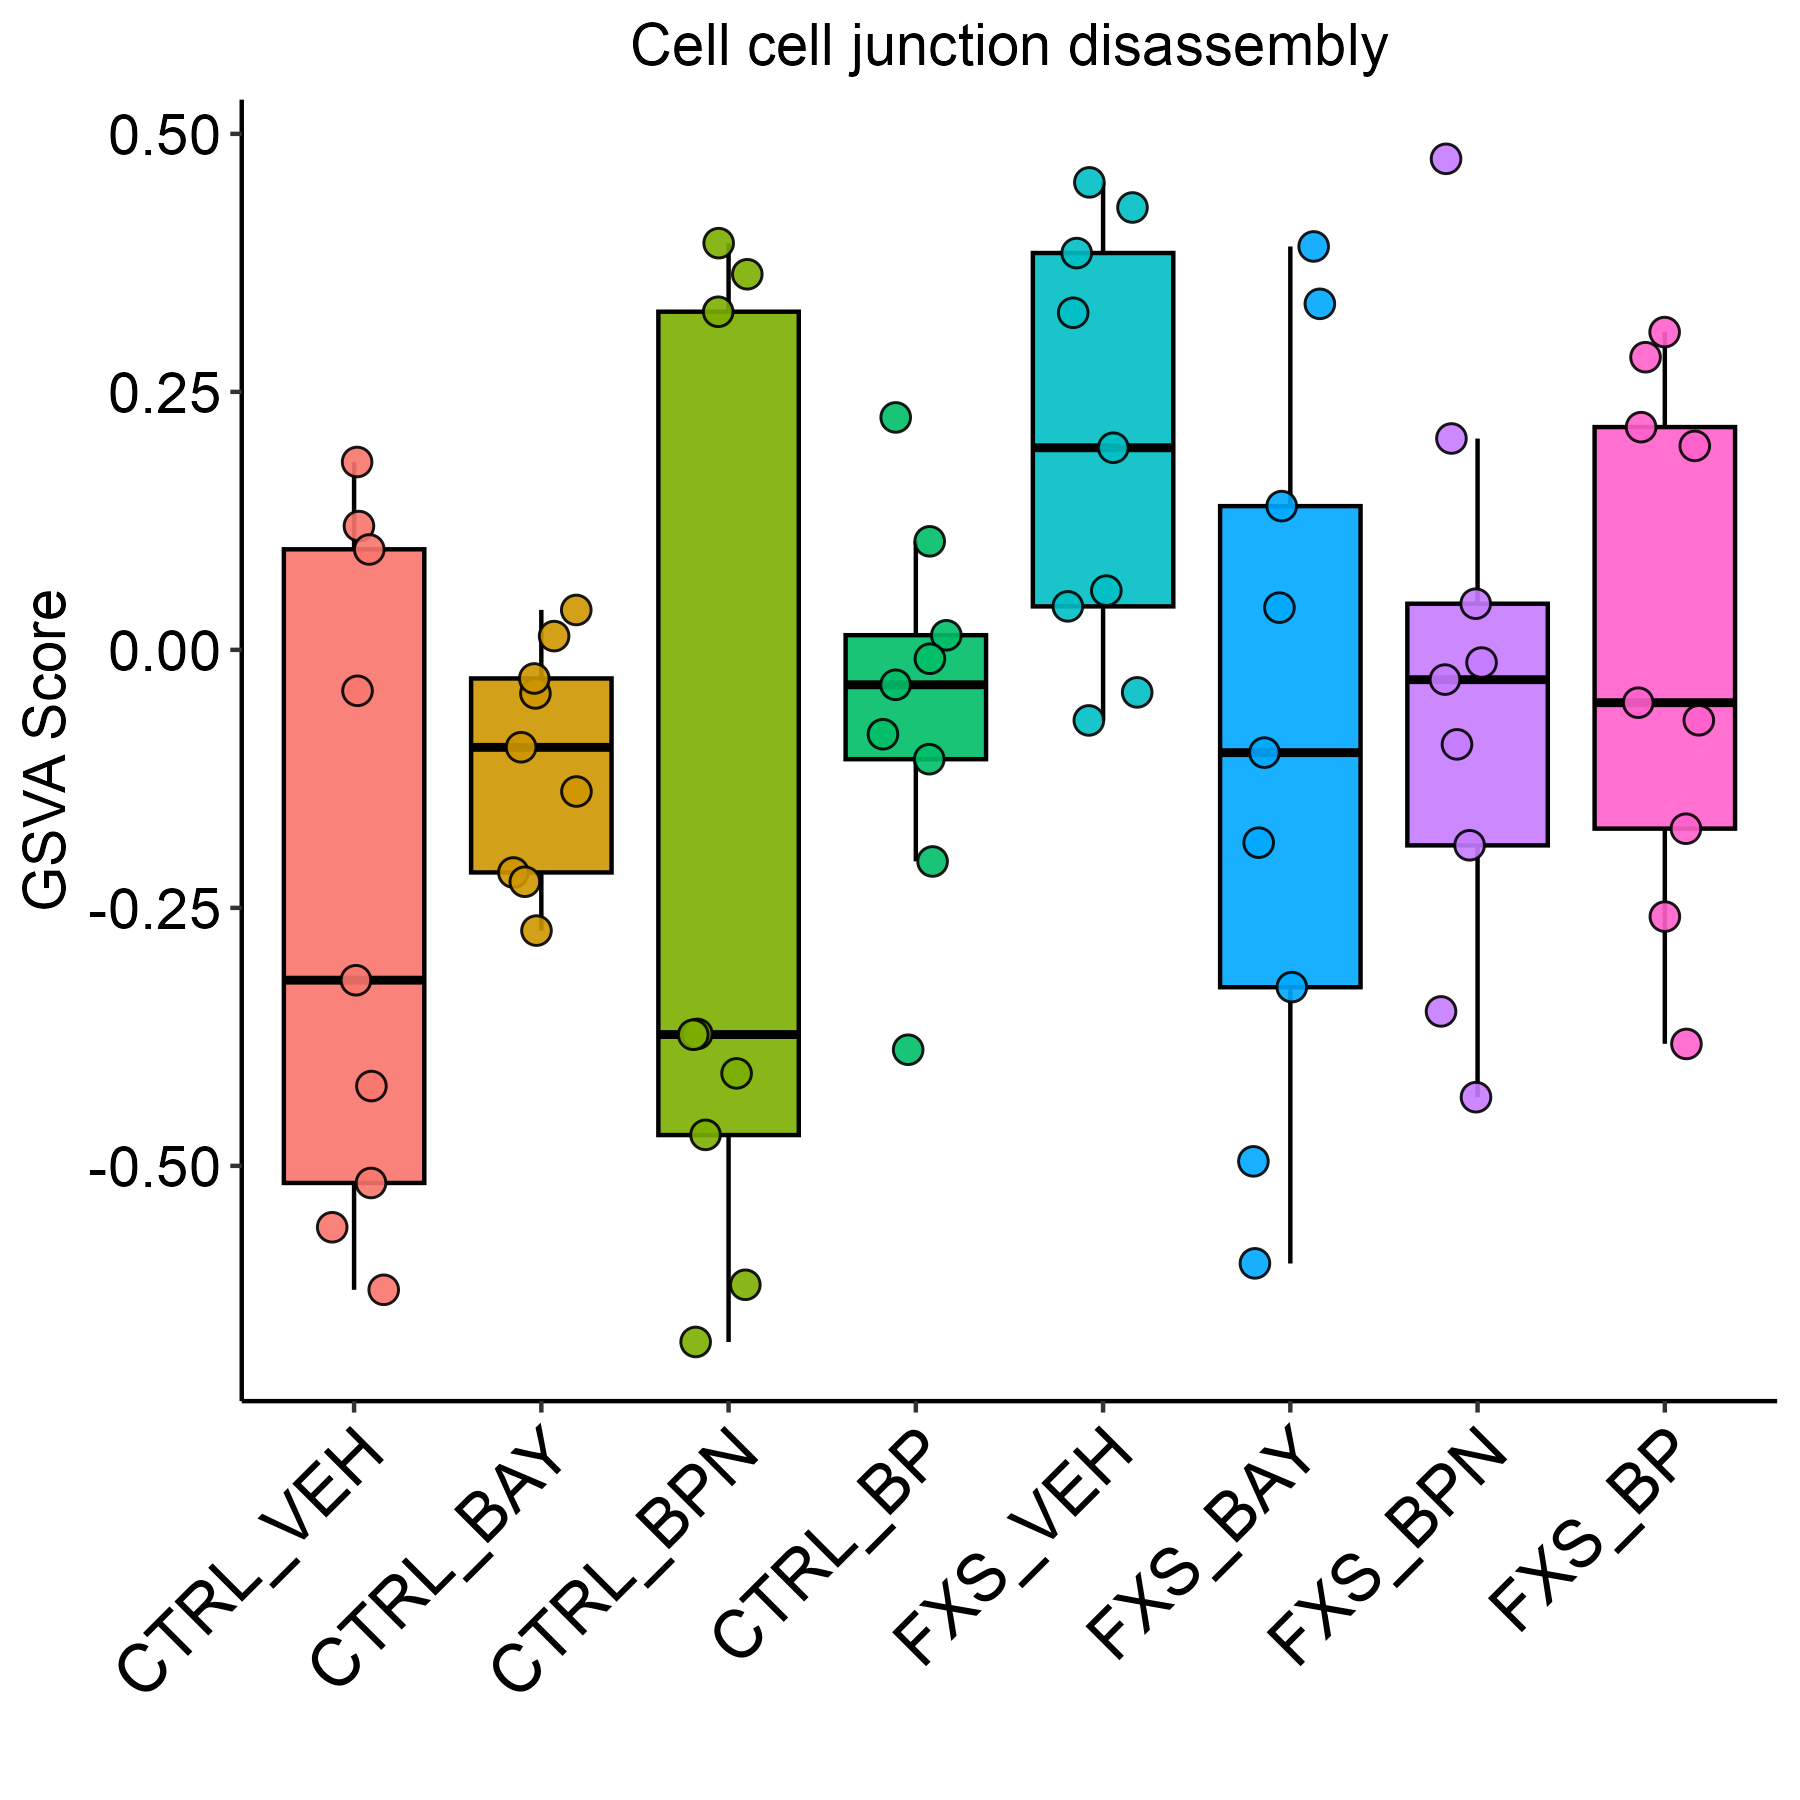 Cell cell junction disassembly
GSVA Score
0.50
0.25
0.00
-0.25
-0.50
CTRL_VEH
CTRL_BAY
CTRL_BPN
CTRL_BP
FXS_VEH
FXS_BAY
FXS_BPN
FXS_BP